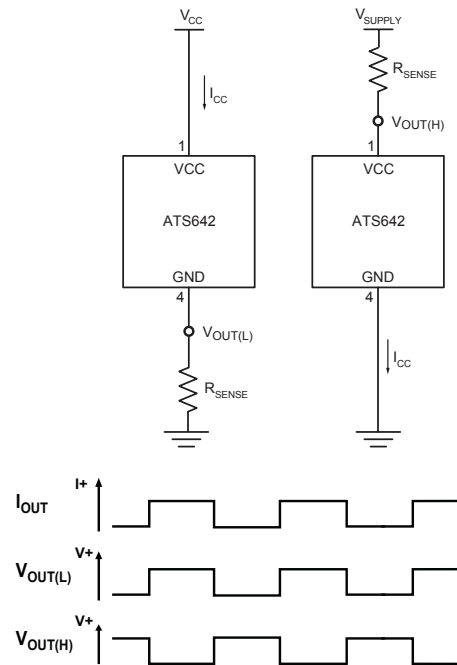 VCC
ICC
1
VCC
ATS642
GND
4
VOUT(L)
RSENSE
VSUPPLY
RSENSE
VOUT(H)
1
VCC
ATS642
GND
4
ICC
I+
IOUT
V+
VOUT(L)
V+
VOUT(H)